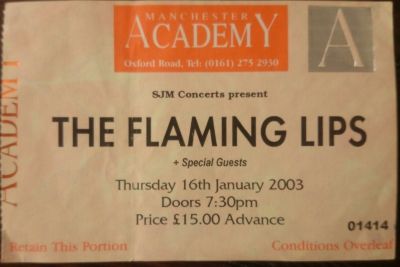 MANCHESTER
ACADEMY
Oxford Road, Tel: (0161) 275 2930
A
ACADEMY
SJM Concerts present
THE FLAMING LIPS
+ Special Guests
Thursday 16th January 2003
Doors 7:30pm
Price £15.00 Advance
01414
Retain This Portion
Conditions Overleaf